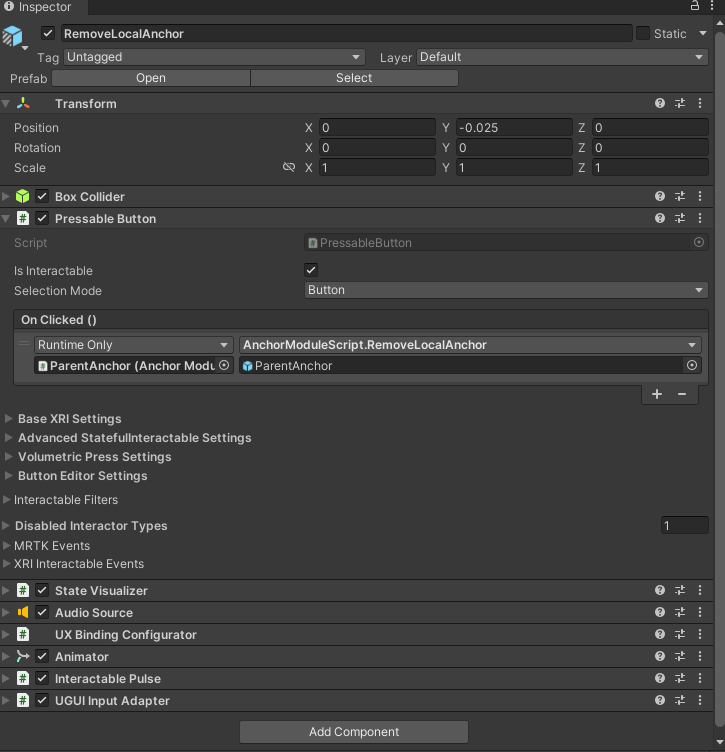 Inspector
RemoveLocalAnchor Static
Tag Untagged Layer Default
Prefab Open Select
Transform
Position X 0 Y -0.025 Z 0
Rotation X 0 Y 0 Z 0
Scale X 1 Y 1 Z 1
Box Collider
# Pressable Button
Script # PressableButton
Is Interactable
Selection Mode Button
On Clicked ()
Runtime Only AnchorModuleScript.RemoveLocalAnchor
# ParentAnchor (Anchor Modu ParentAnchor
+ −
Base XRI Settings
Advanced StatefulInteractable Settings
Volumetric Press Settings
Button Editor Settings
Interactable Filters
Disabled Interactor Types 1
MRTK Events
XRI Interactable Events
# State Visualizer
Audio Source
# UX Binding Configurator
Animator
# Interactable Pulse
# UGUI Input Adapter
Add Component